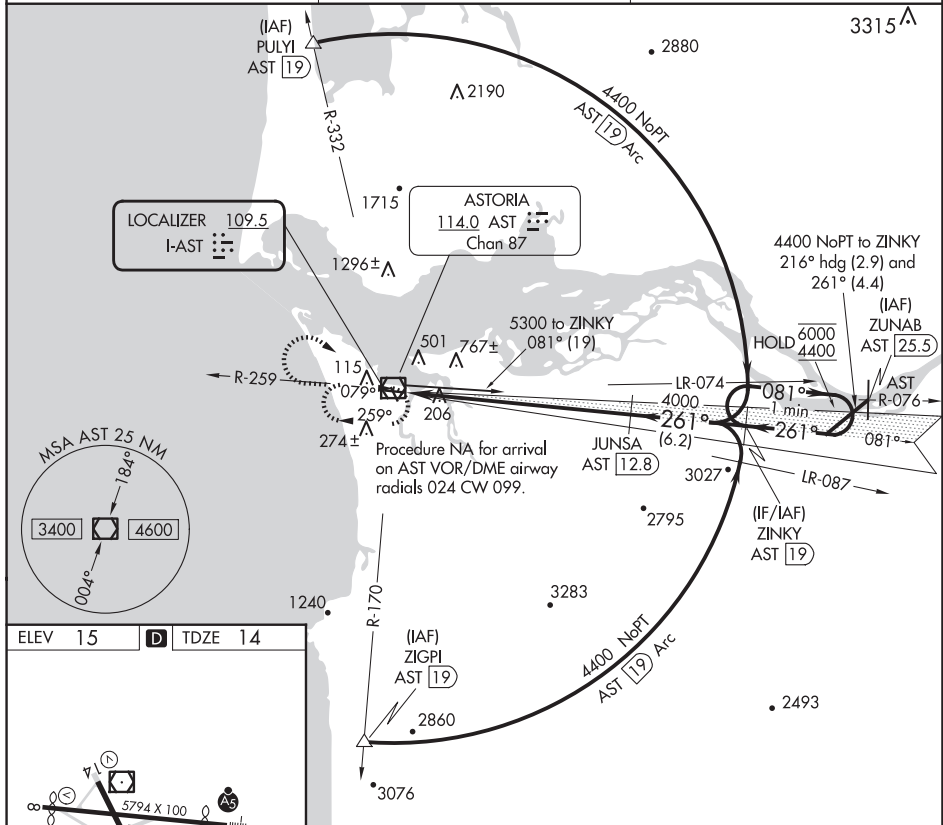 3315
(IAF)
PULYI
AST 19
2880
2190
4400 NoPT
AST 19 Arc
R-332
1715
LOCALIZER 109.5
I-AST
ASTORIA
114.0 AST
Chan 87
1296±
4400 NoPT to ZINKY
216° hdg (2.9) and
261° (4.4)
(IAF)
ZUNAB
AST 25.5
5300 to ZINKY
081° (19)
HOLD 6000
4400
501
767±
115
R-259
079°
259°
206
274±
LR-074
4000
261°
(6.2)
081°
1 min
261°
AST
R-076
081°
JUNSA
AST 12.8
Procedure NA for arrival
on AST VOR/DME airway
radials 024 CW 099.
3027
LR-087
MSA AST 25 NM
184°
3400
4600
004°
2795
(IF/IAF)
ZINKY
AST 19
1240
R-170
3283
ELEV 15 D TDZE 14
(IAF)
ZIGPI
AST 19
4400 NoPT
AST 19 Arc
2860
2493
3076
V
14
8
V
5794 X 100
A5